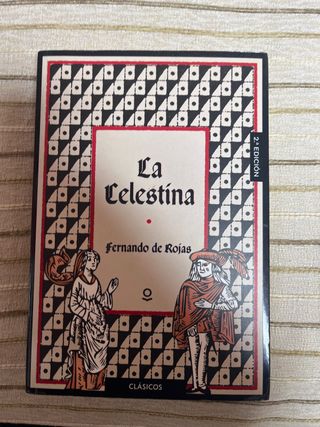 2.ª EDICIÓN
La
Celestina
Fernando de Rojas
CLÁSICOS